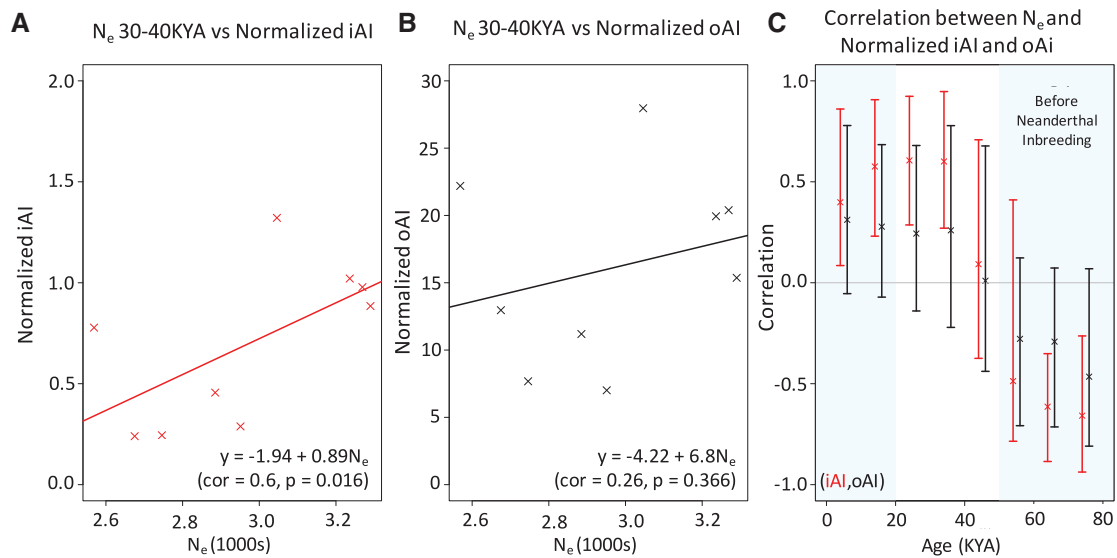 A
Ne 30-40KYA vs Normalized iAI
Normalized iAI
2.0
1.5
1.0
0.5
0.0
y = -1.94 + 0.89Ne
(cor = 0.6, p = 0.016)
2.6
2.8
3.0
3.2
Ne (1000s)
B
Ne 30-40KYA vs Normalized oAI
Normalized oAI
30
25
20
15
10
5
0
y = -4.22 + 6.8Ne
(cor = 0.26, p = 0.366)
2.6
2.8
3.0
3.2
Ne (1000s)
C
Correlation between Ne and
Normalized iAI and oAi
Correlation
1.0
0.5
0.0
-0.5
-1.0
Before
Neanderthal
Inbreeding
(iAI,oAI)
0
20
40
60
80
Age (KYA)